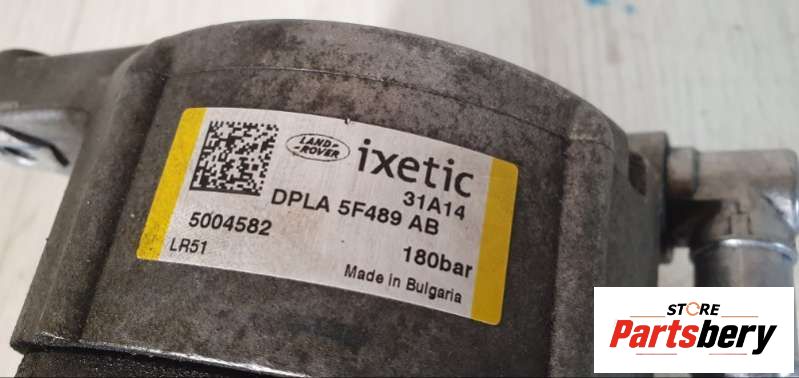 LAND-
-ROVER
ixetic
31A14
DPLA 5F489 AB
5004582
180bar
LR51
Made in Bulgaria
STORE
Partsbery